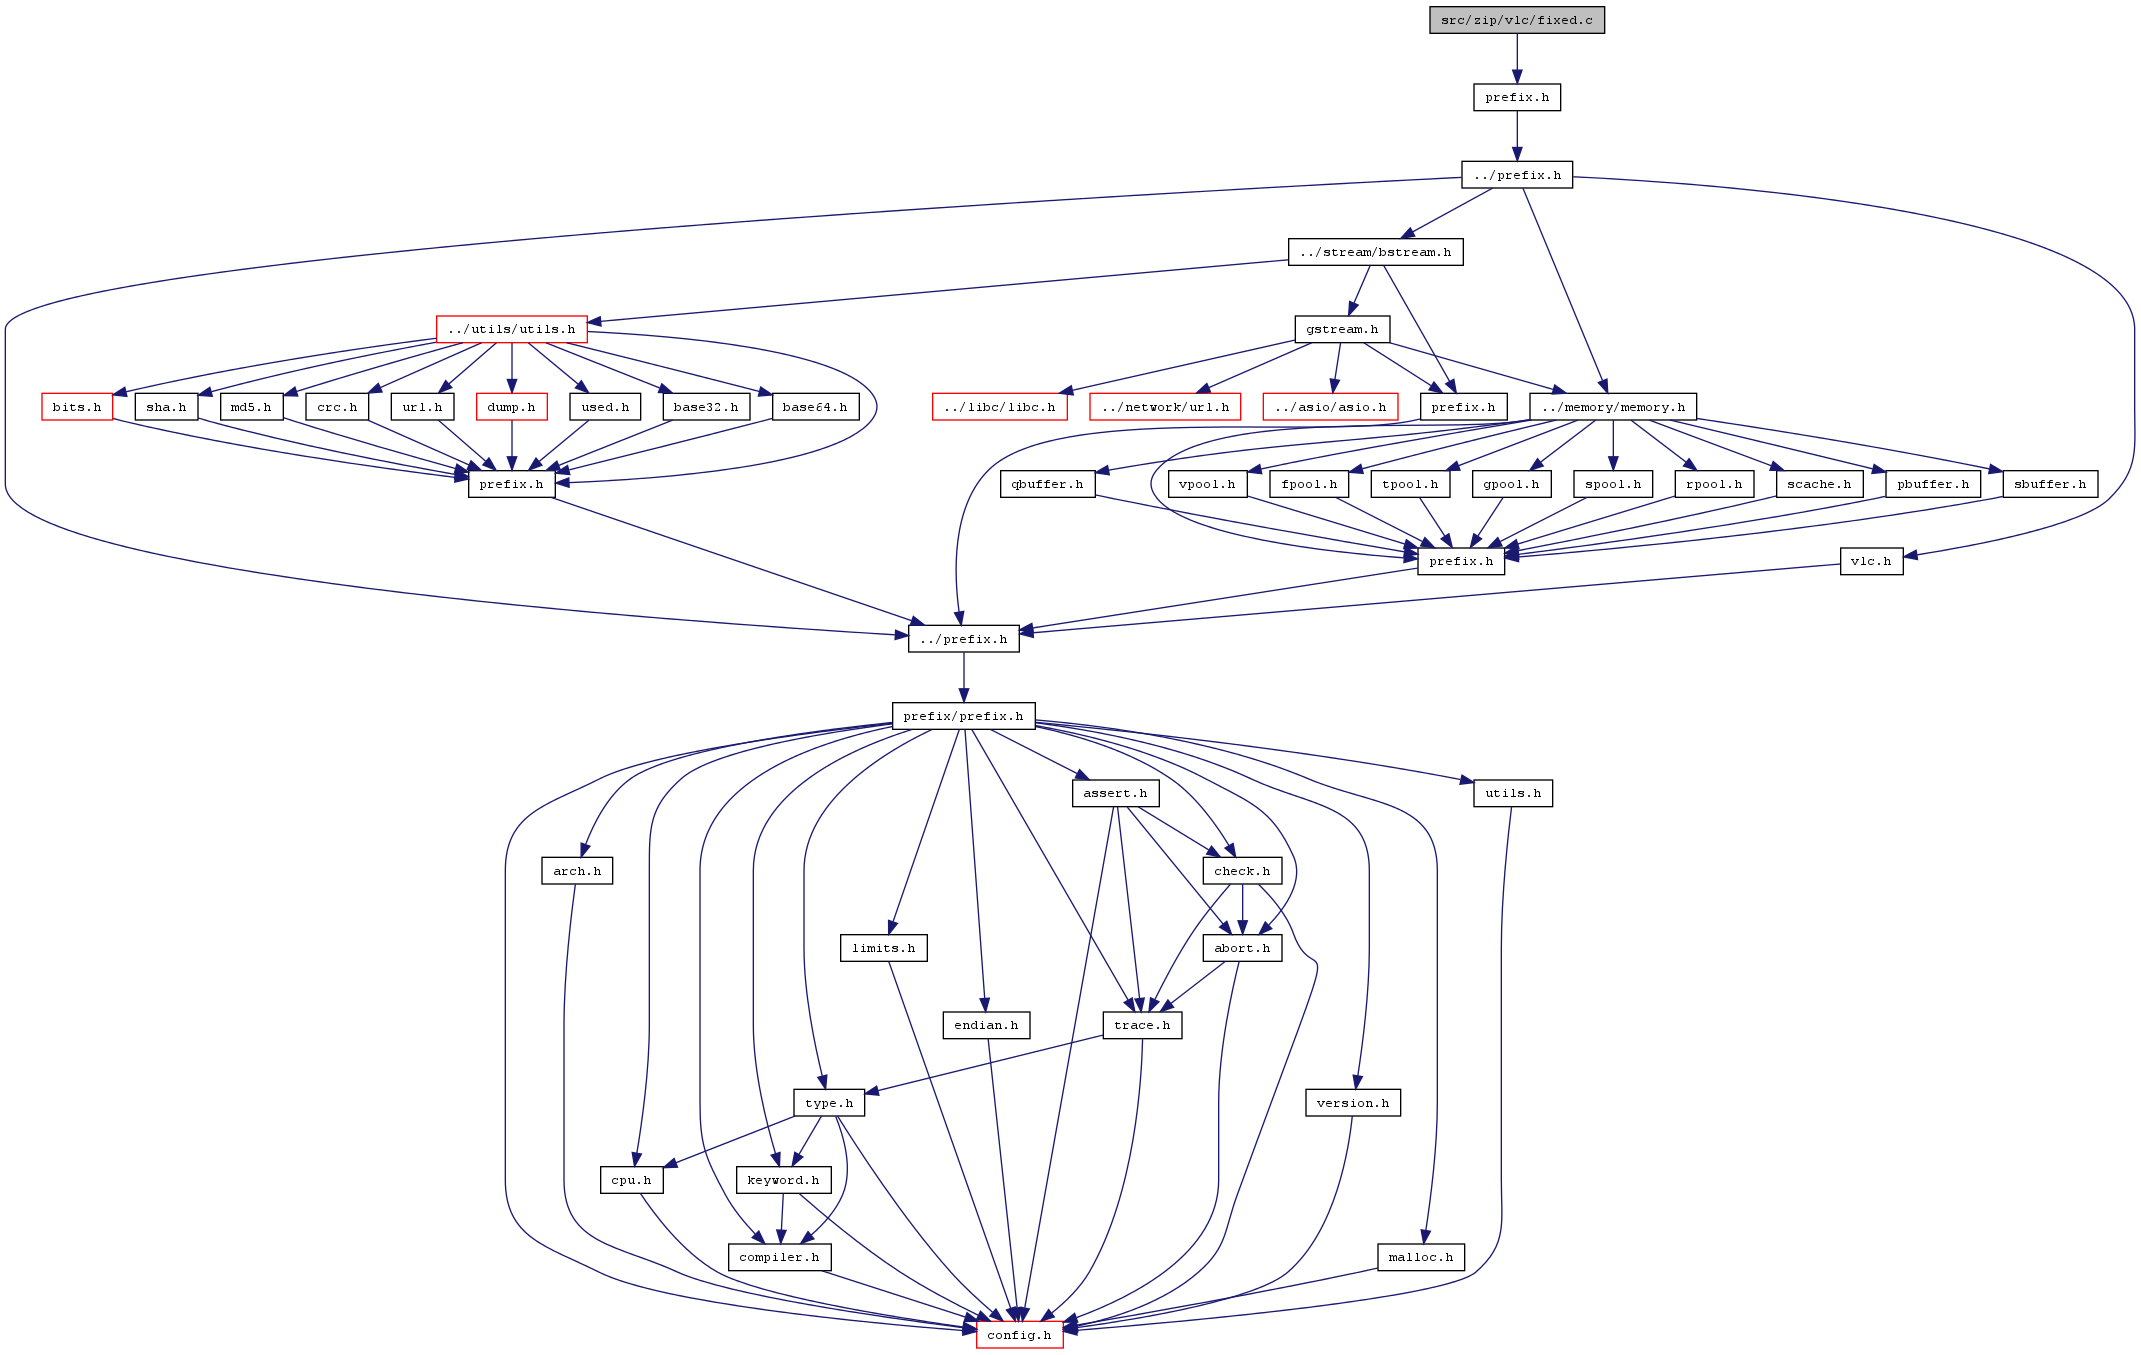 src/zip/vlc/fixed.c
prefix.h
../prefix.h
../stream/bstream.h
../utils/utils.h
gstream.h
bits.h
sha.h
md5.h
crc.h
url.h
dump.h
used.h
base32.h
base64.h
../libc/libc.h
../network/url.h
../asio/asio.h
prefix.h
../memory/memory.h
prefix.h
qbuffer.h
vpool.h
fpool.h
tpool.h
gpool.h
spool.h
rpool.h
scache.h
pbuffer.h
sbuffer.h
prefix.h
vlc.h
../prefix.h
prefix/prefix.h
assert.h
utils.h
arch.h
check.h
limits.h
abort.h
endian.h
trace.h
type.h
version.h
cpu.h
keyword.h
compiler.h
malloc.h
config.h